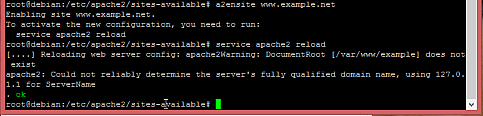 root@debian:/etc/apache2/sites-available# a2ensite www.example.net
Enabling site www.example.net.
To activate the new configuration, you need to run:
  service apache2 reload
root@debian:/etc/apache2/sites-available# service apache2 reload
[....] Reloading web server config: apache2Warning: DocumentRoot [/var/www/example] does not
 exist
apache2: Could not reliably determine the server's fully qualified domain name, using 127.0.
1.1 for ServerName
. ok
root@debian:/etc/apache2/sites-available#